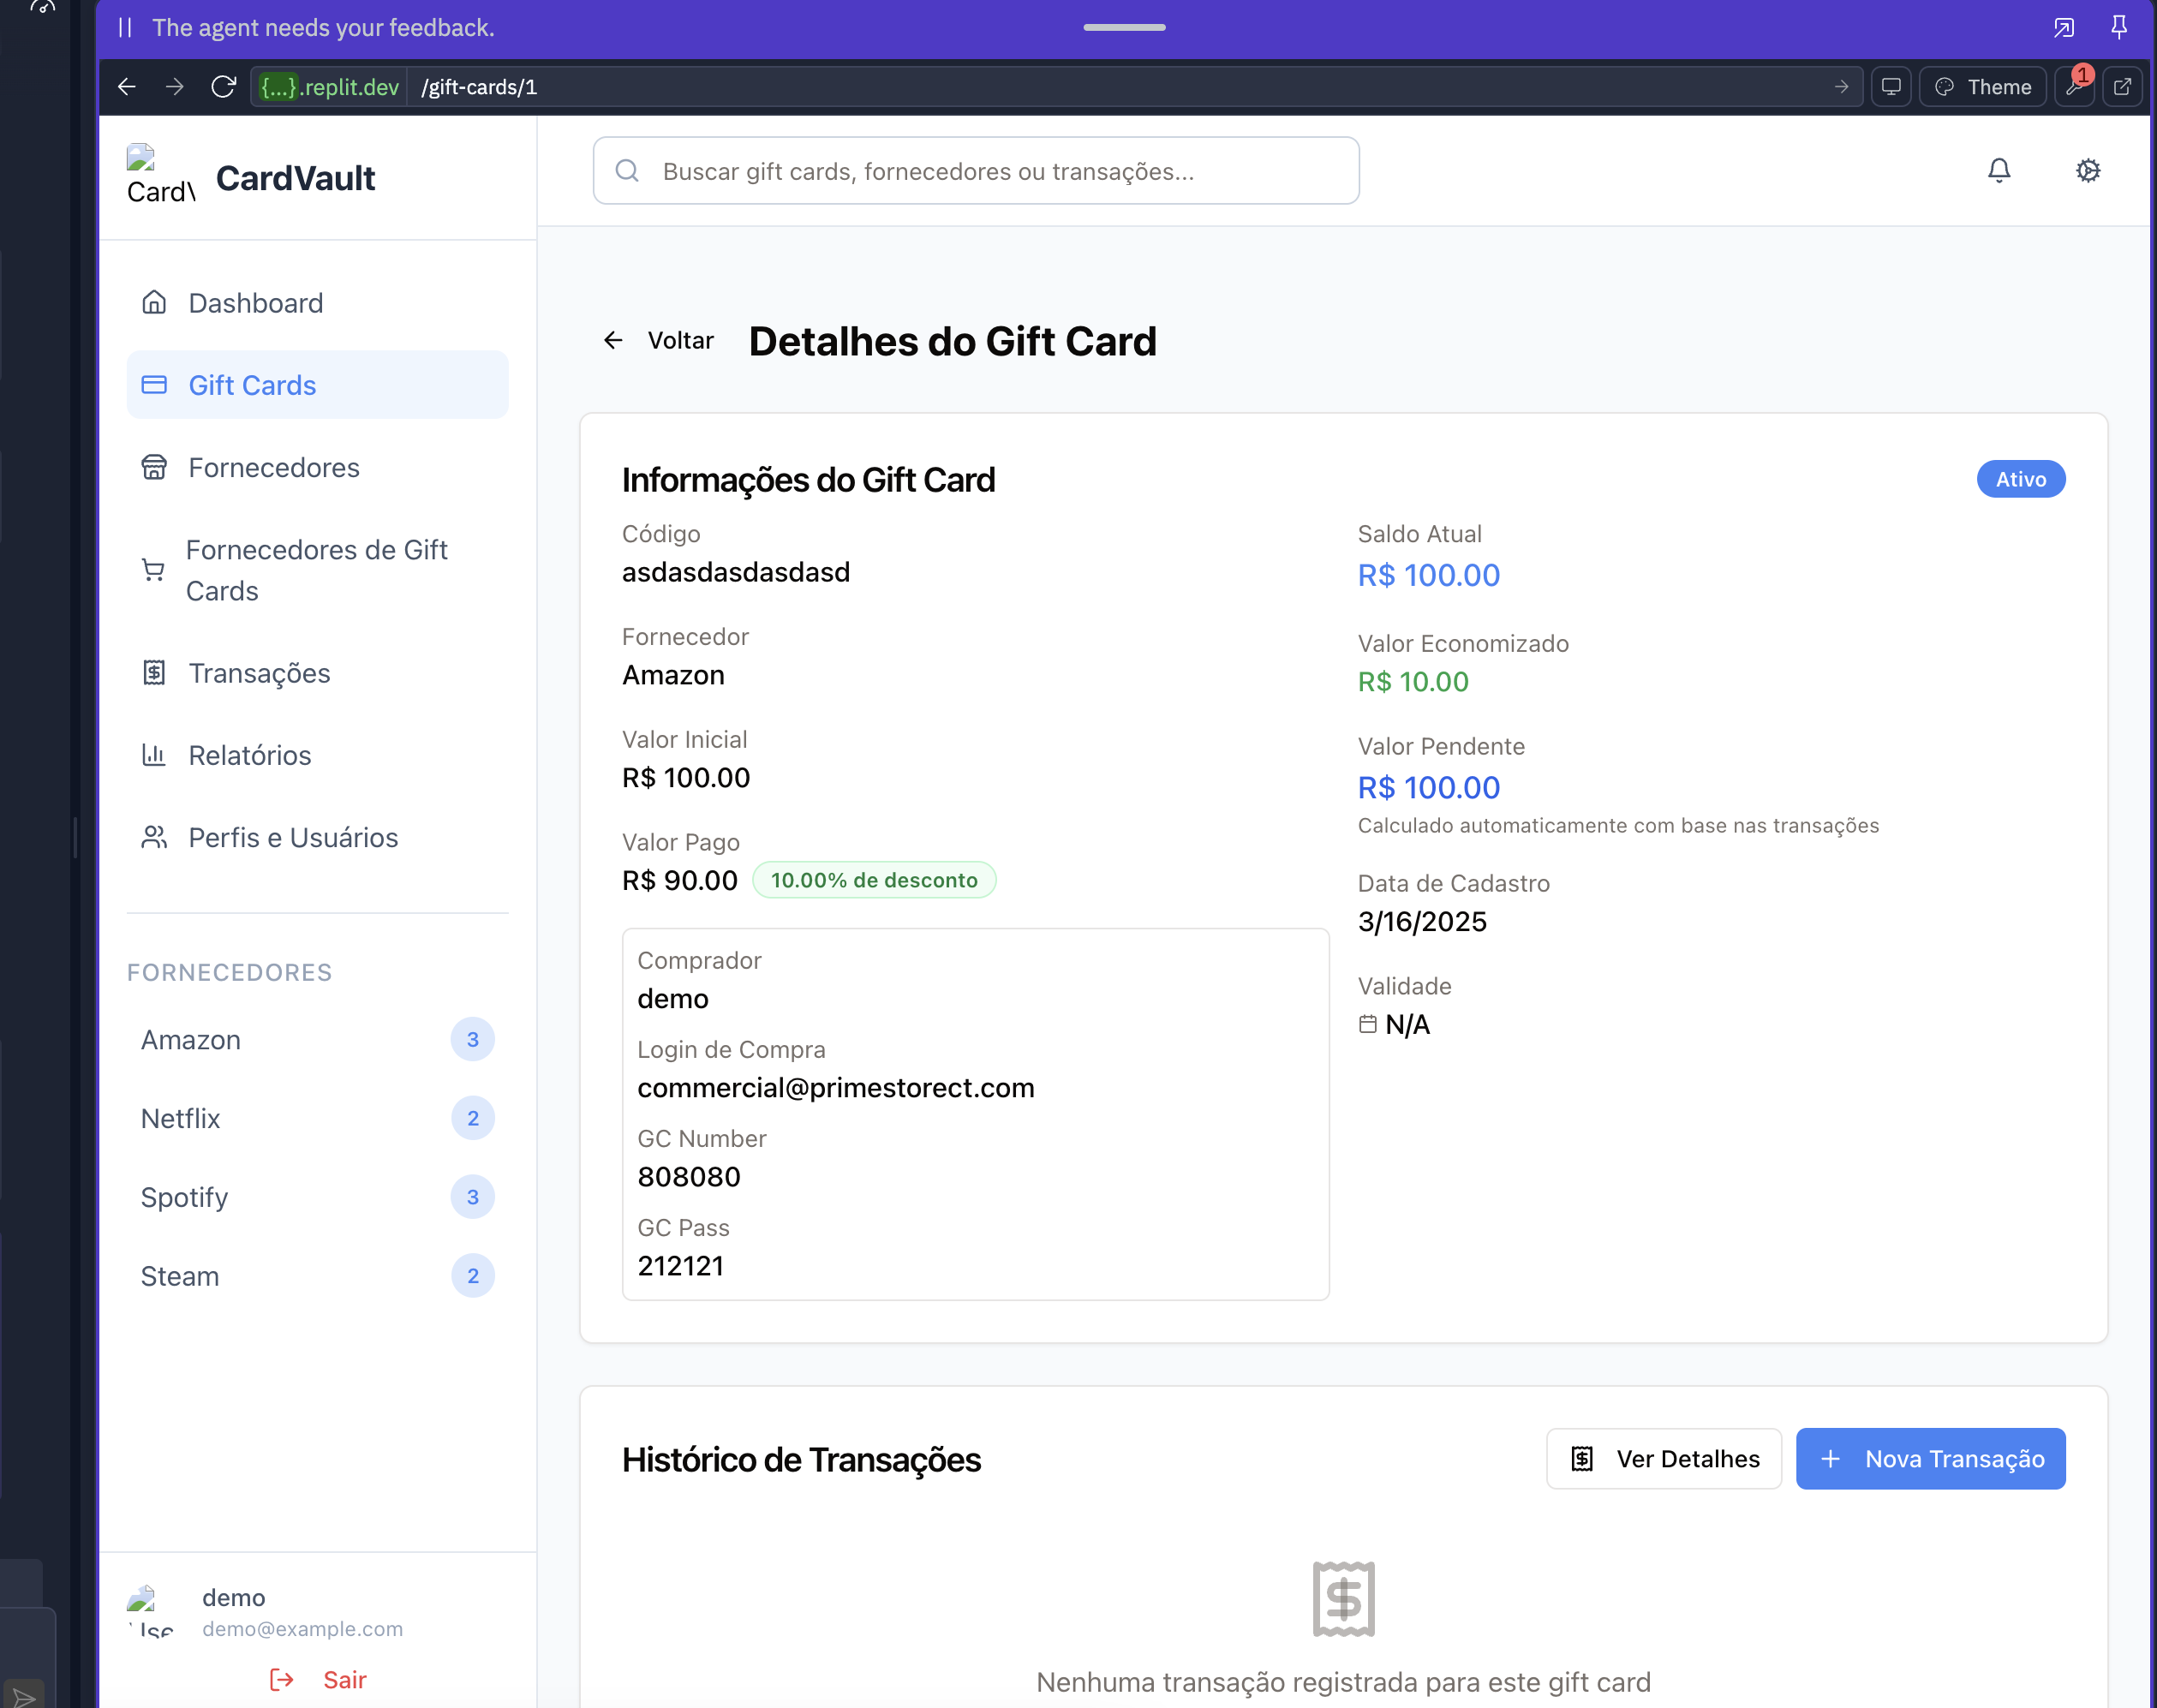 The agent needs your feedback.
{...}.replit.dev /gift-cards/1
Theme
1
Card\
CardVault
Buscar gift cards, fornecedores ou transações...
Dashboard
Gift Cards
Fornecedores
Fornecedores de Gift
Cards
Transações
Relatórios
Perfis e Usuários
FORNECEDORES
Amazon 3
Netflix 2
Spotify 3
Steam 2
demo
demo@example.com
Sair
Voltar
Detalhes do Gift Card
Informações do Gift Card
Ativo
Código
asdasdasdasdasd
Fornecedor
Amazon
Valor Inicial
R$ 100.00
Valor Pago
R$ 90.00 10.00% de desconto
Comprador
demo
Login de Compra
commercial@primestorect.com
GC Number
808080
GC Pass
212121
Saldo Atual
R$ 100.00
Valor Economizado
R$ 10.00
Valor Pendente
R$ 100.00
Calculado automaticamente com base nas transações
Data de Cadastro
3/16/2025
Validade
N/A
Histórico de Transações
Ver Detalhes
Nova Transação
Nenhuma transação registrada para este gift card